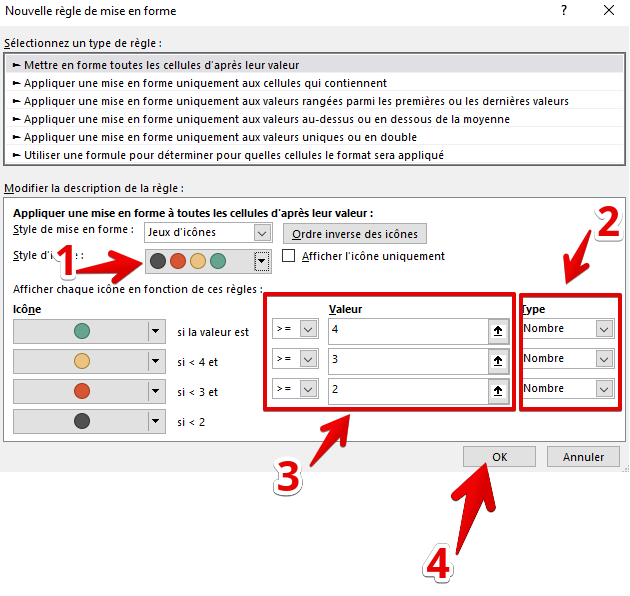 Nouvelle règle de mise en forme
?
Sélectionnez un type de règle :
► Mettre en forme toutes les cellules d'après leur valeur
► Appliquer une mise en forme uniquement aux cellules qui contiennent
► Appliquer une mise en forme uniquement aux valeurs rangées parmi les premières ou les dernières valeurs
► Appliquer une mise en forme uniquement aux valeurs au-dessus ou en dessous de la moyenne
► Appliquer une mise en forme uniquement aux valeurs uniques ou en double
► Utiliser une formule pour déterminer pour quelles cellules le format sera appliqué
Modifier la description de la règle :
Appliquer une mise en forme à toutes les cellules d'après leur valeur :
Style de mise en forme : Jeux d'icônes Ordre inverse des icônes
2
1
Style d'i : Afficher l'icône uniquement
Afficher chaque icône en fonction de ces règles :
Icône Valeur Type
si la valeur est >= 4 Nombre
si < 4 et >= 3 Nombre
si < 3 et >= 2 Nombre
si < 2
OK Annuler
3
4